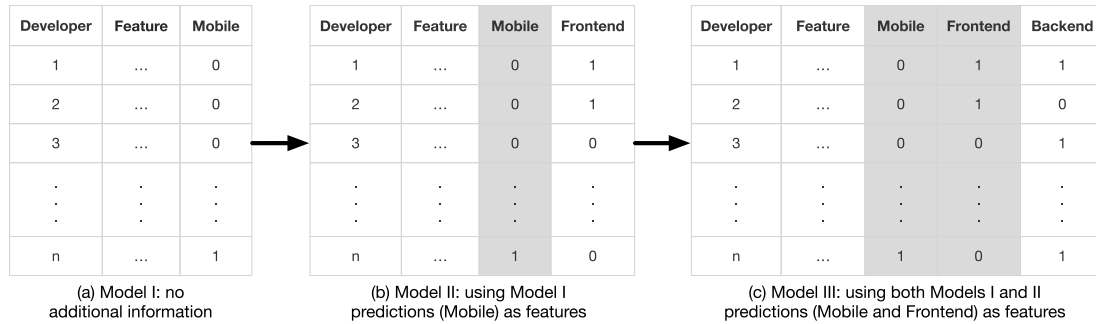 Developer Feature Mobile
1 ... 0
2 ... 0
3 ... 0
. . .
. . .
. . .
n ... 1
(a) Model I: no
additional information
Developer Feature Mobile Frontend
1 ... 0 1
2 ... 0 1
3 ... 0 0
. . . .
. . . .
. . . .
n ... 1 0
(b) Model II: using Model I
predictions (Mobile) as features
Developer Feature Mobile Frontend Backend
1 ... 0 1 1
2 ... 0 1 0
3 ... 0 0 1
. . . . .
. . . . .
. . . . .
n ... 1 0 1
(c) Model III: using both Models I and II
predictions (Mobile and Frontend) as features